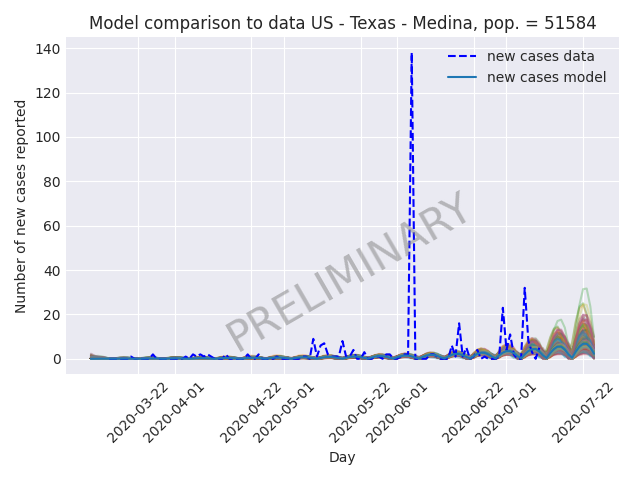 Model comparison to data US - Texas - Medina, pop. = 51584
new cases data
new cases model
Number of new cases reported
140
120
100
80
60
40
20
0
PRELIMINARY
2020-03-22
2020-04-01
2020-04-22
2020-05-01
2020-05-22
2020-06-01
2020-06-22
2020-07-01
2020-07-22
Day